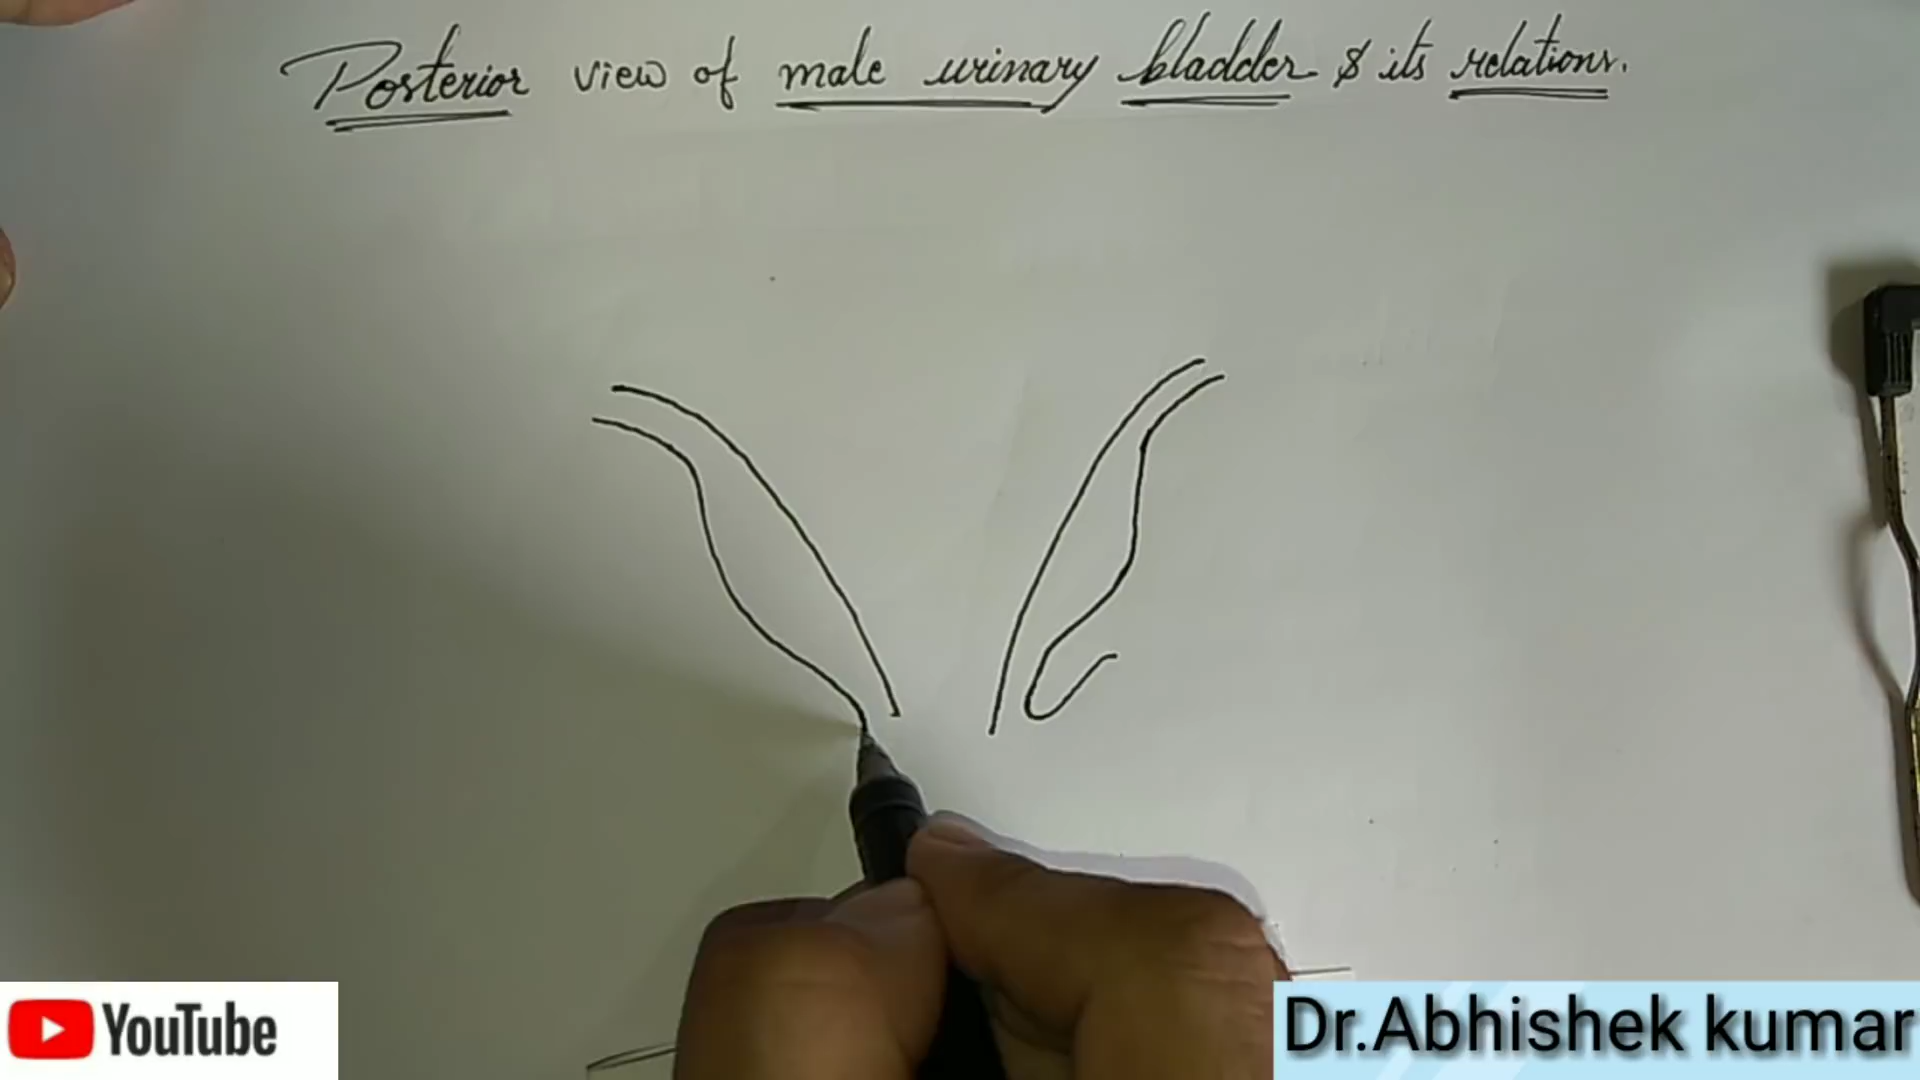 Posterior view of male urinary bladder & its relations.
YouTube
Dr.Abhishek kumar